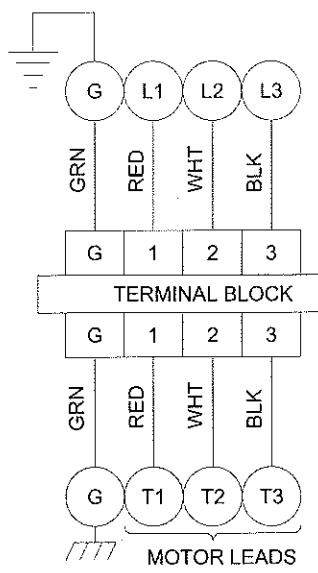 G L1 L2 L3
GRN RED WHT BLK
G 1 2 3
TERMINAL BLOCK
G 1 2 3
GRN RED WHT BLK
G T1 T2 T3
MOTOR LEADS